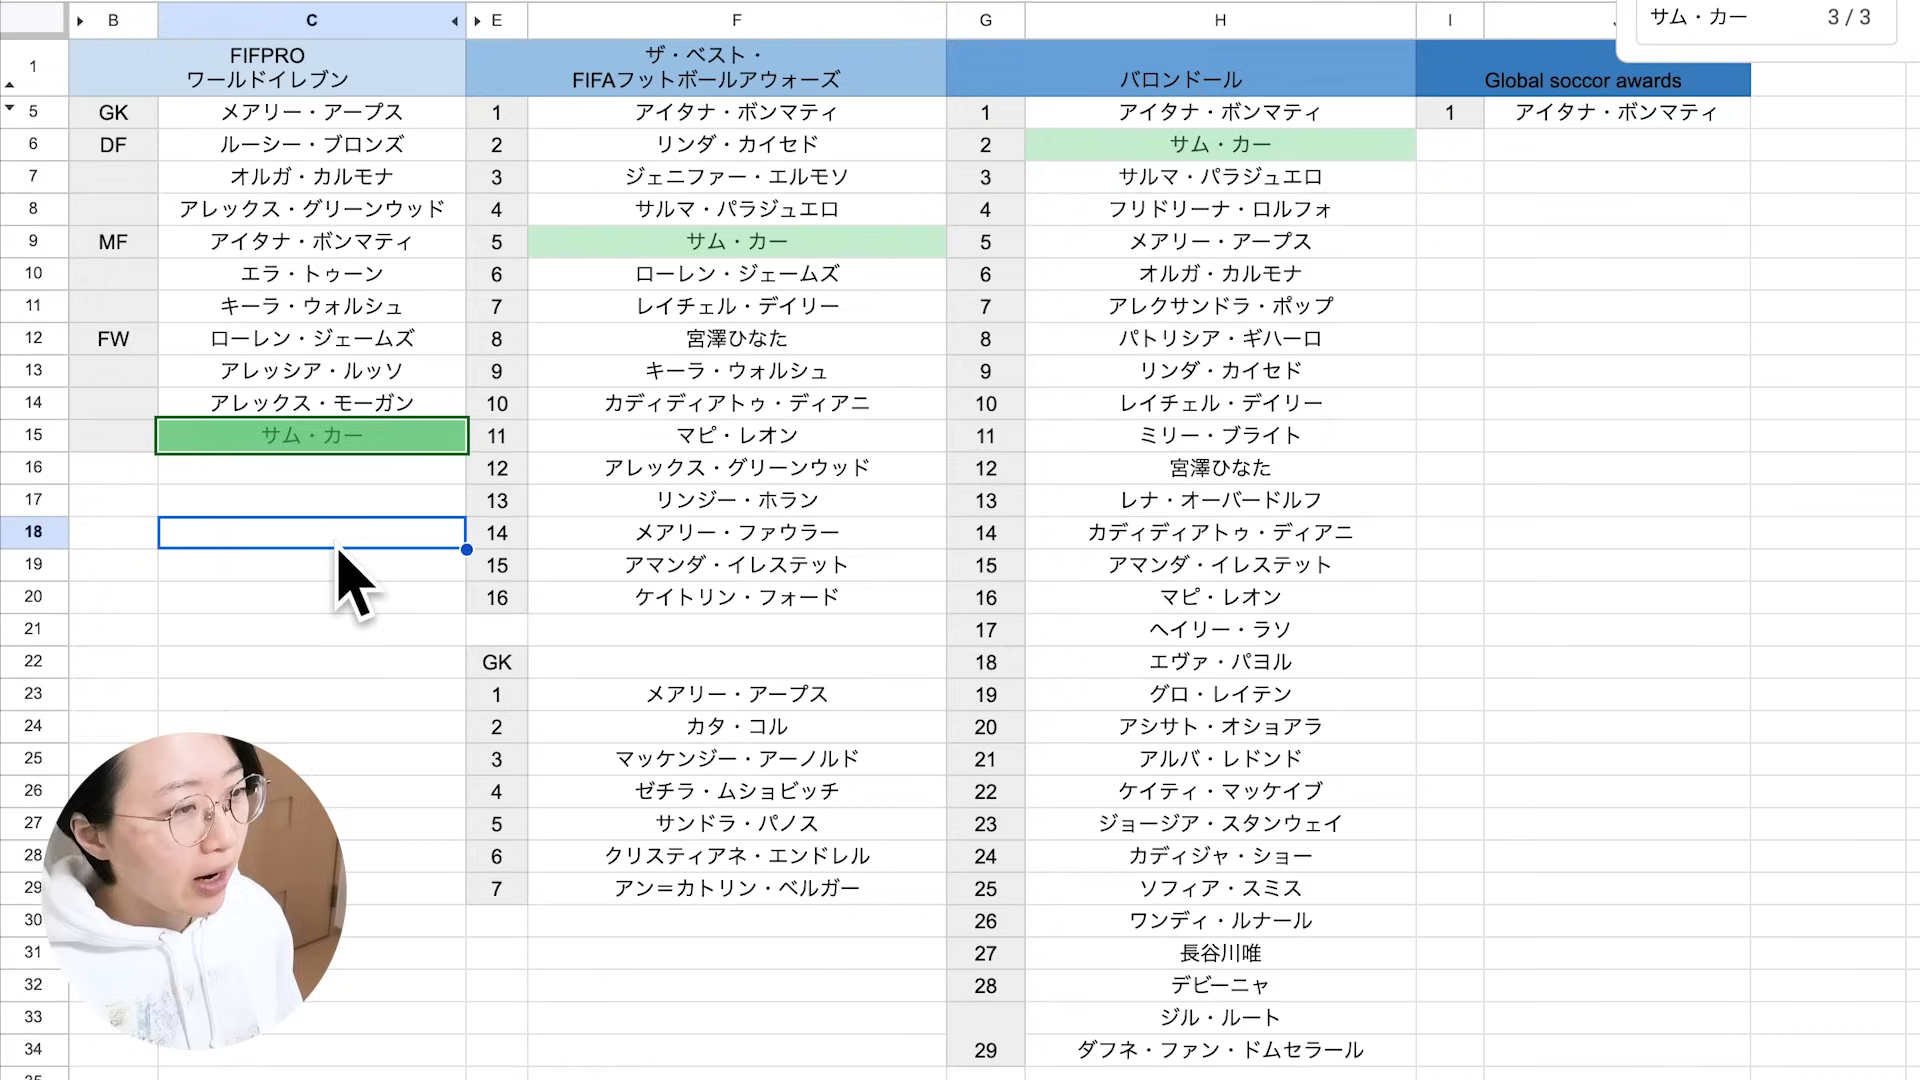 サム・カー 3 / 3
B C E F G H I
1 FIFPRO
ワールドイレブン
ザ・ベスト・
FIFAフットボールアウォーズ
バロンドール
Global soccor awards
5 GK メアリー・アープス 1 アイタナ・ボンマティ 1 アイタナ・ボンマティ 1 アイタナ・ボンマティ
6 DF ルーシー・ブロンズ 2 リンダ・カイセド 2 サム・カー
7 オルガ・カルモナ 3 ジェニファー・エルモソ 3 サルマ・パラジュエロ
8 アレックス・グリーンウッド 4 サルマ・パラジュエロ 4 フリドリーナ・ロルフォ
9 MF アイタナ・ボンマティ 5 サム・カー 5 メアリー・アープス
10 エラ・トゥーン 6 ローレン・ジェームズ 6 オルガ・カルモナ
11 キーラ・ウォルシュ 7 レイチェル・デイリー 7 アレクサンドラ・ポップ
12 FW ローレン・ジェームズ 8 宮澤ひなた 8 パトリシア・ギハーロ
13 アレッシア・ルッソ 9 キーラ・ウォルシュ 9 リンダ・カイセド
14 アレックス・モーガン 10 カディディアトゥ・ディアニ 10 レイチェル・デイリー
15 サム・カー 11 マピ・レオン 11 ミリー・ブライト
16 12 アレックス・グリーンウッド 12 宮澤ひなた
17 13 リンジー・ホラン 13 レナ・オーバードルフ
18 14 メアリー・ファウラー 14 カディディアトゥ・ディアニ
19 15 アマンダ・イレステット 15 アマンダ・イレステット
20 16 ケイトリン・フォード 16 マピ・レオン
21 17 ヘイリー・ラソ
22 GK 18 エヴァ・パヨル
23 1 メアリー・アープス 19 グロ・レイテン
24 2 カタ・コル 20 アシサト・オショアラ
25 3 マッケンジー・アーノルド 21 アルバ・レドンド
26 4 ゼチラ・ムショビッチ 22 ケイティ・マッケイブ
27 5 サンドラ・パノス 23 ジョージア・スタンウェイ
28 6 クリスティアネ・エンドレル 24 カディジャ・ショー
29 7 アン＝カトリン・ベルガー 25 ソフィア・スミス
30 26 ワンディ・ルナール
31 27 長谷川唯
32 28 デビーニャ
33 ジル・ルート
34 29 ダフネ・ファン・ドムセラール